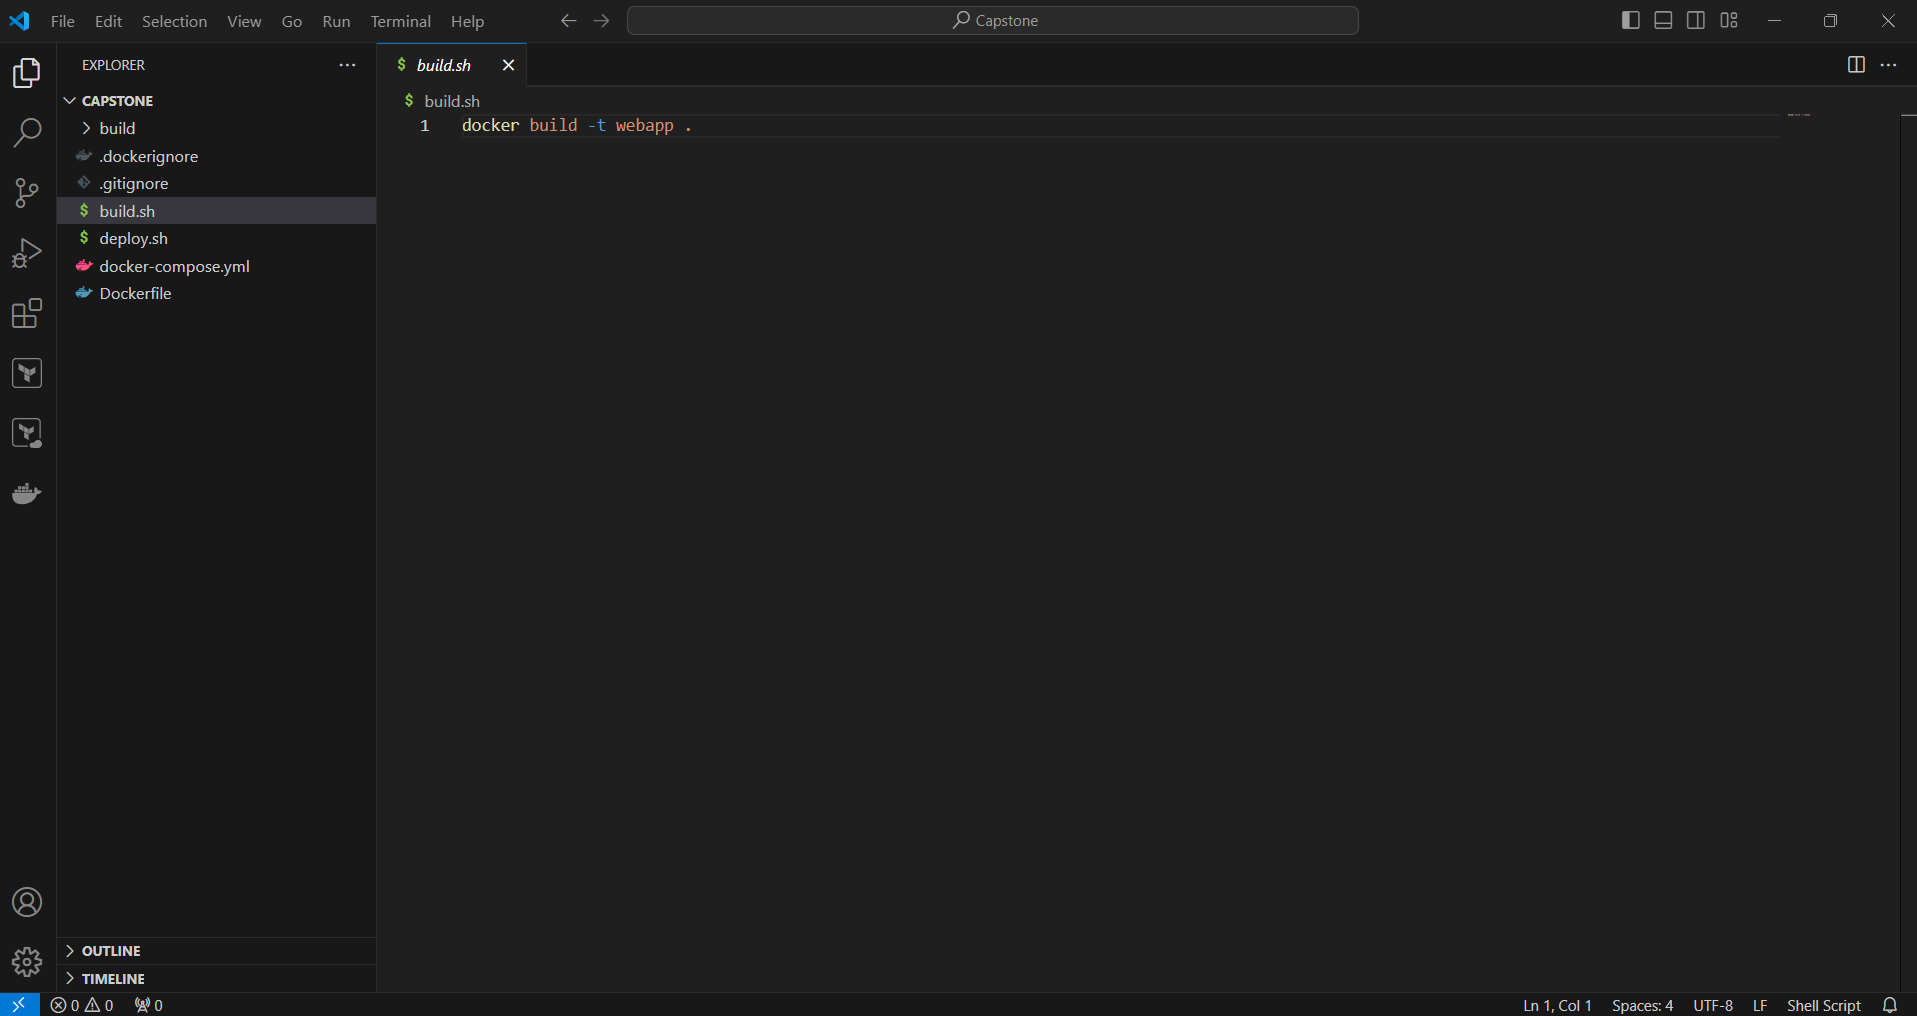 File Edit Selection View Go Run Terminal Help
Capstone
EXPLORER
CAPSTONE
build
.dockerignore
.gitignore
$ build.sh
$ deploy.sh
docker-compose.yml
Dockerfile
OUTLINE
TIMELINE
$ build.sh
$ build.sh
1 docker build -t webapp .
0 0 0
Ln 1, Col 1 Spaces: 4 UTF-8 LF Shell Script